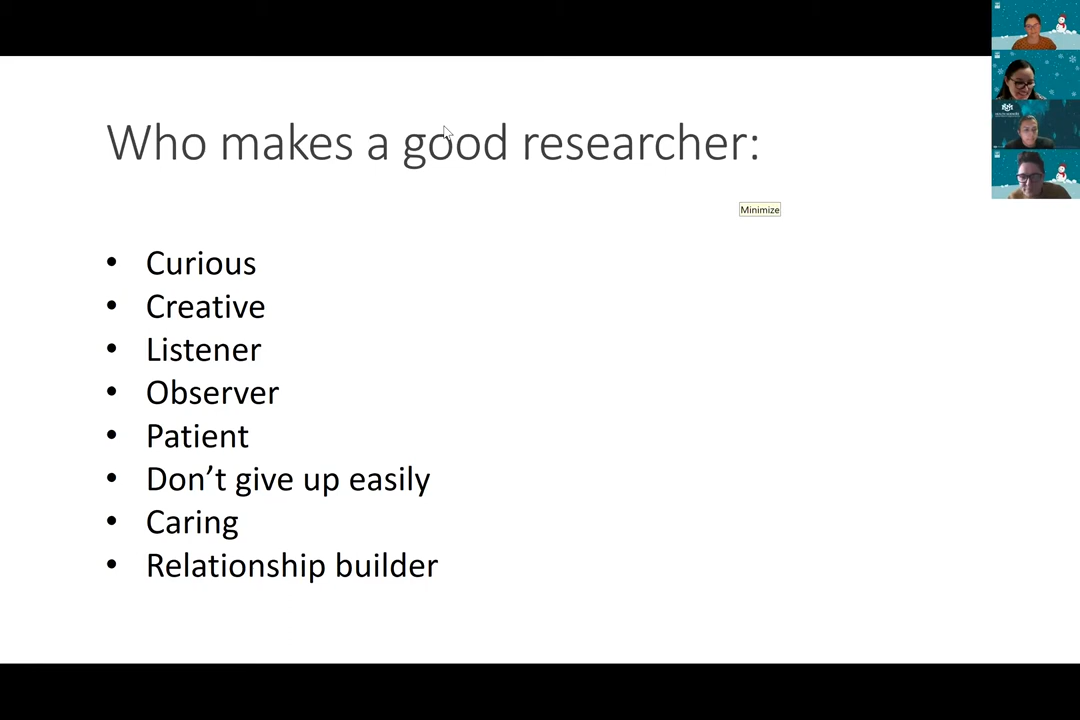 Who makes a good researcher:
Minimize
• Curious
• Creative
• Listener
• Observer
• Patient
• Don’t give up easily
• Caring
• Relationship builder